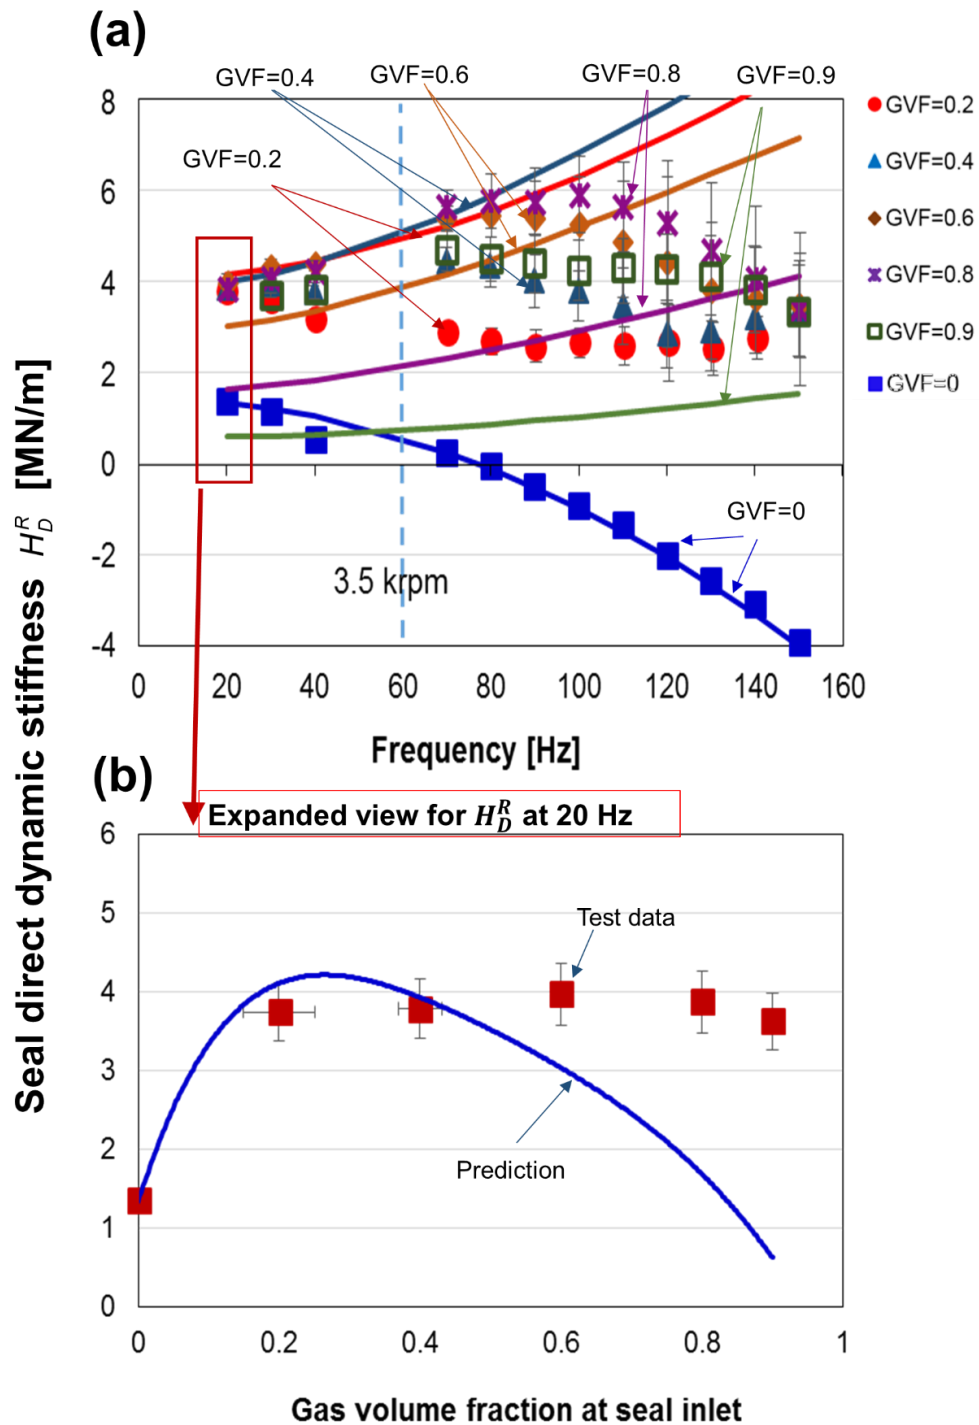 (a)
GVF=0.4
GVF=0.6
GVF=0.8
GVF=0.9
GVF=0.2
8
6
4
2
0
-2
-4
GVF=0
3.5 krpm
GVF=0.2
GVF=0.4
GVF=0.6
GVF=0.8
GVF=0.9
GVF=0
0 20 40 60 80 100 120 140 160
Frequency [Hz]
Seal direct dynamic stiffness H_D^R [MN/m]
(b)
Expanded view for H_D^R at 20 Hz
6
5
4
3
2
1
0
Test data
Prediction
0 0.2 0.4 0.6 0.8 1
Gas volume fraction at seal inlet